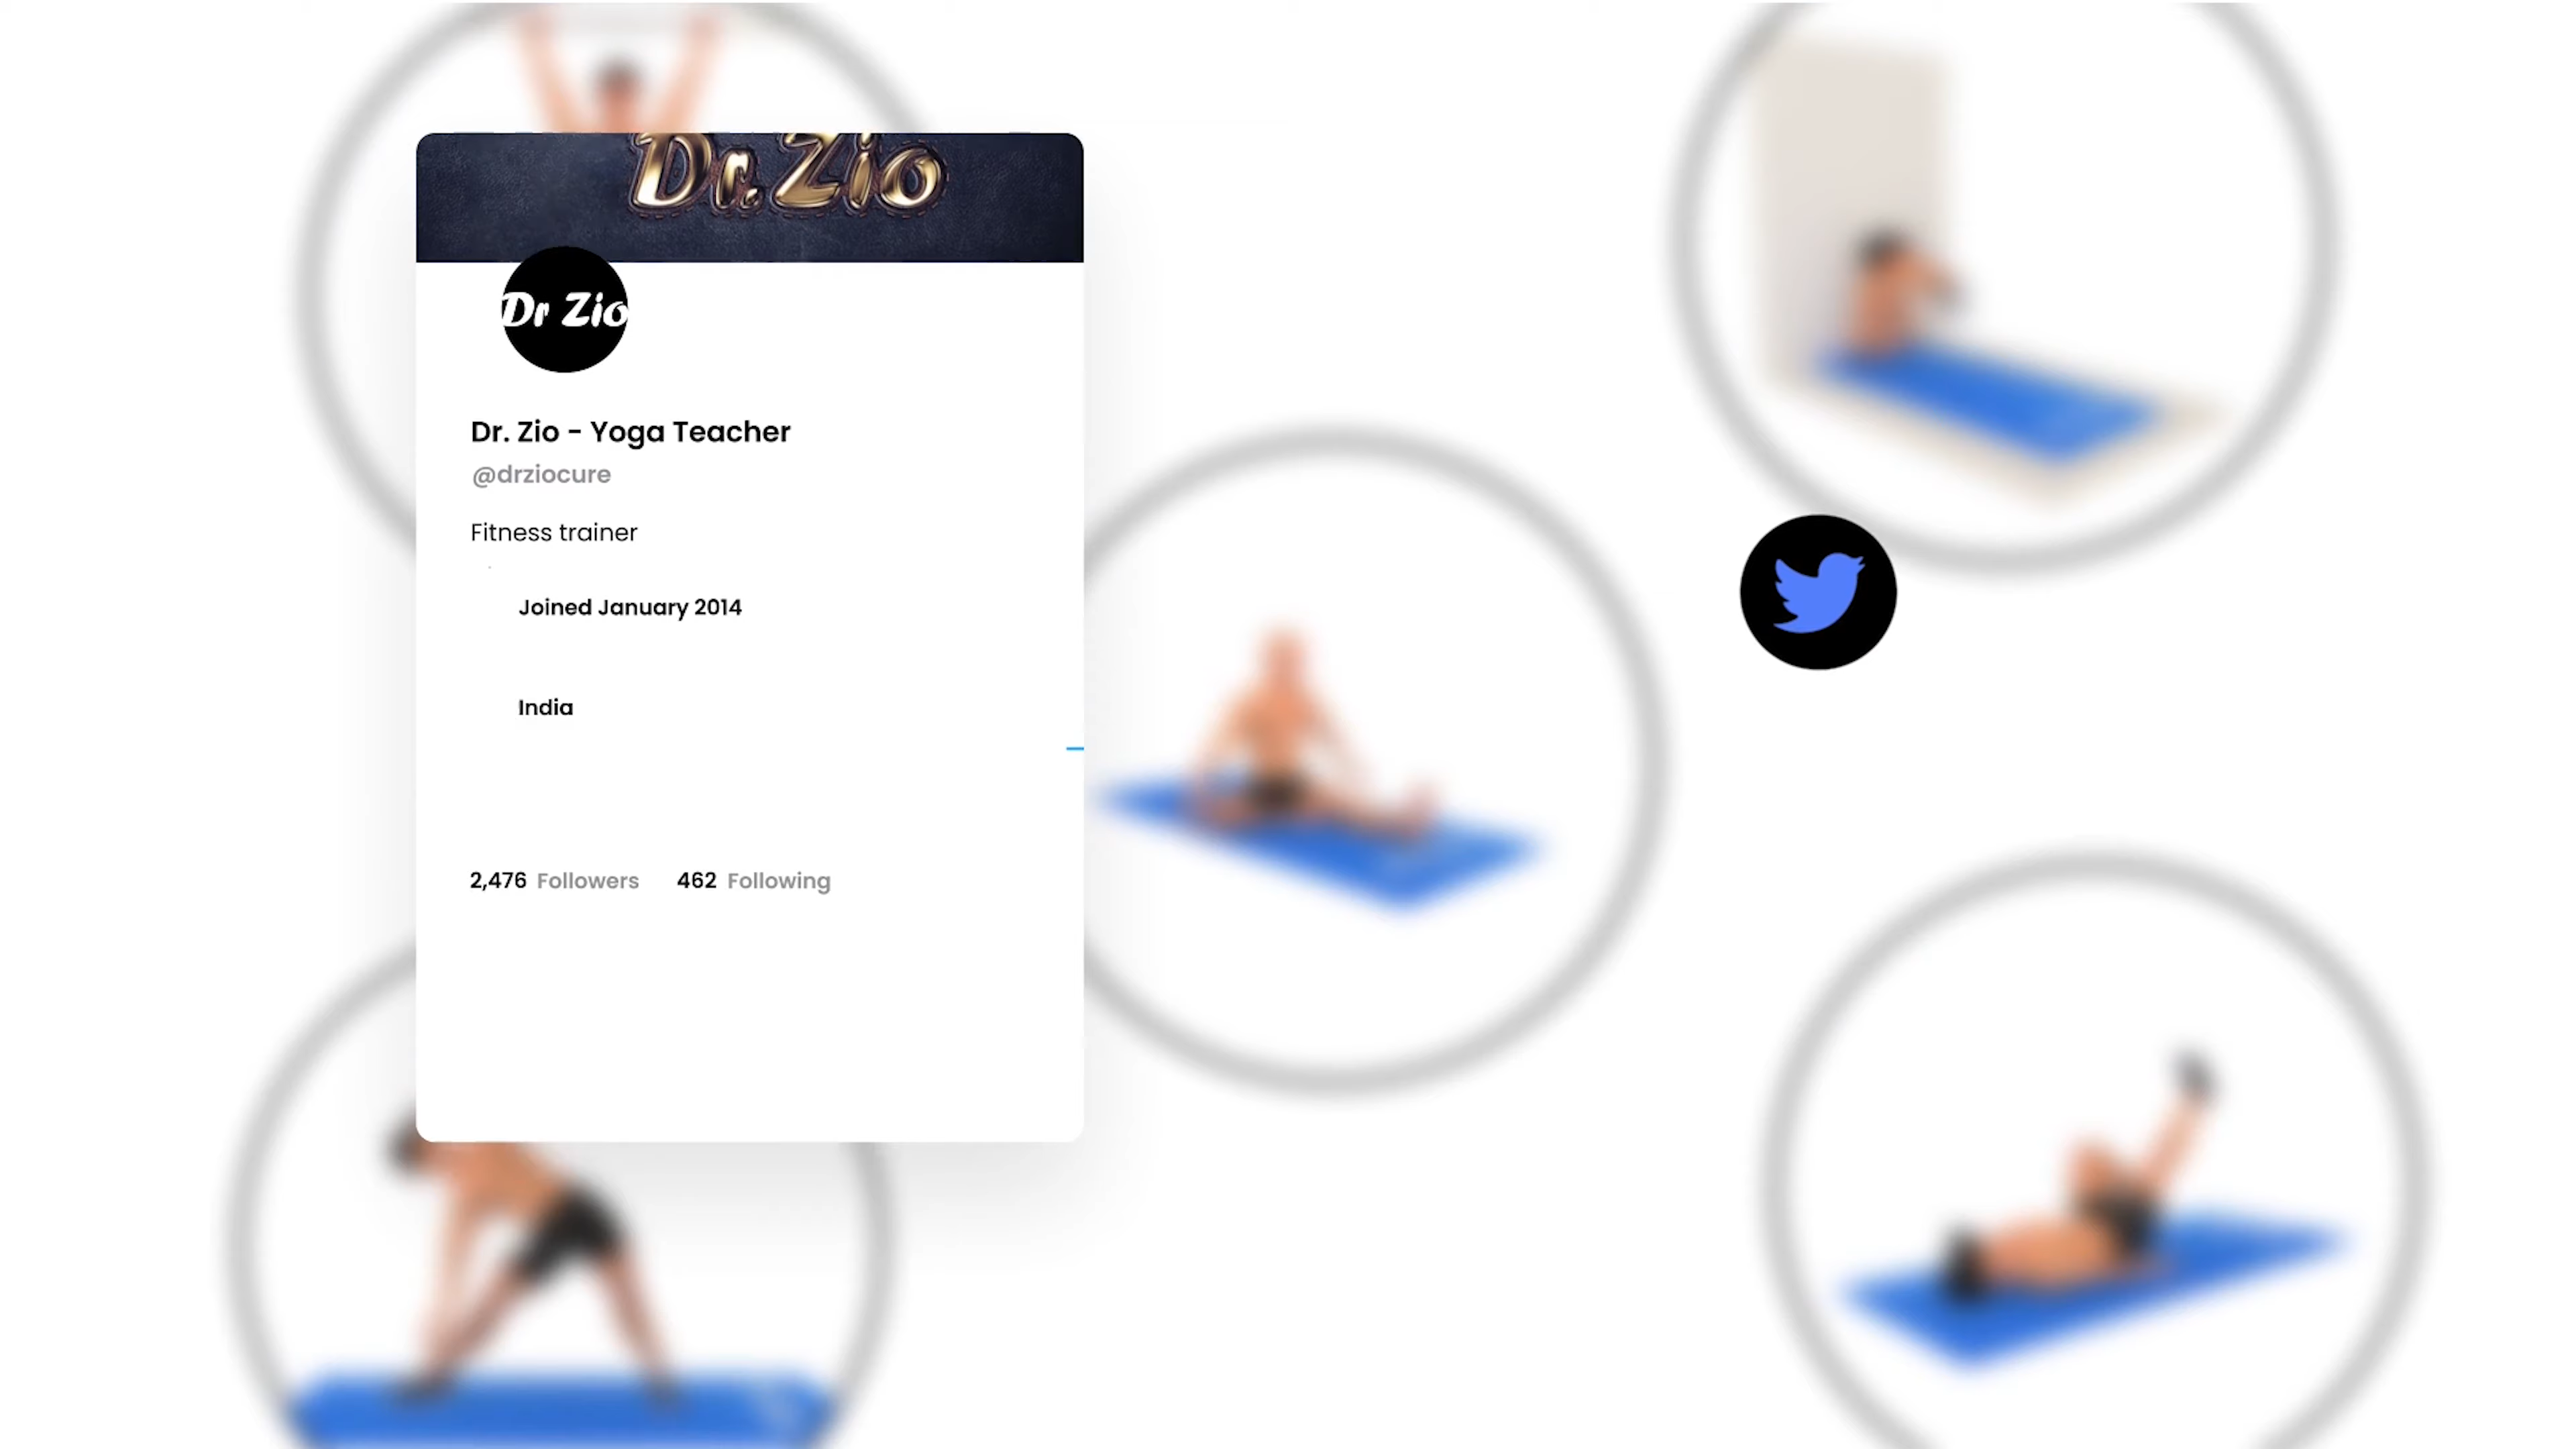 Dr. Zio
Dr Zio
Dr. Zio - Yoga Teacher
@drziocure
Fitness trainer
Joined January 2014
India
2,476 Followers 462 Following